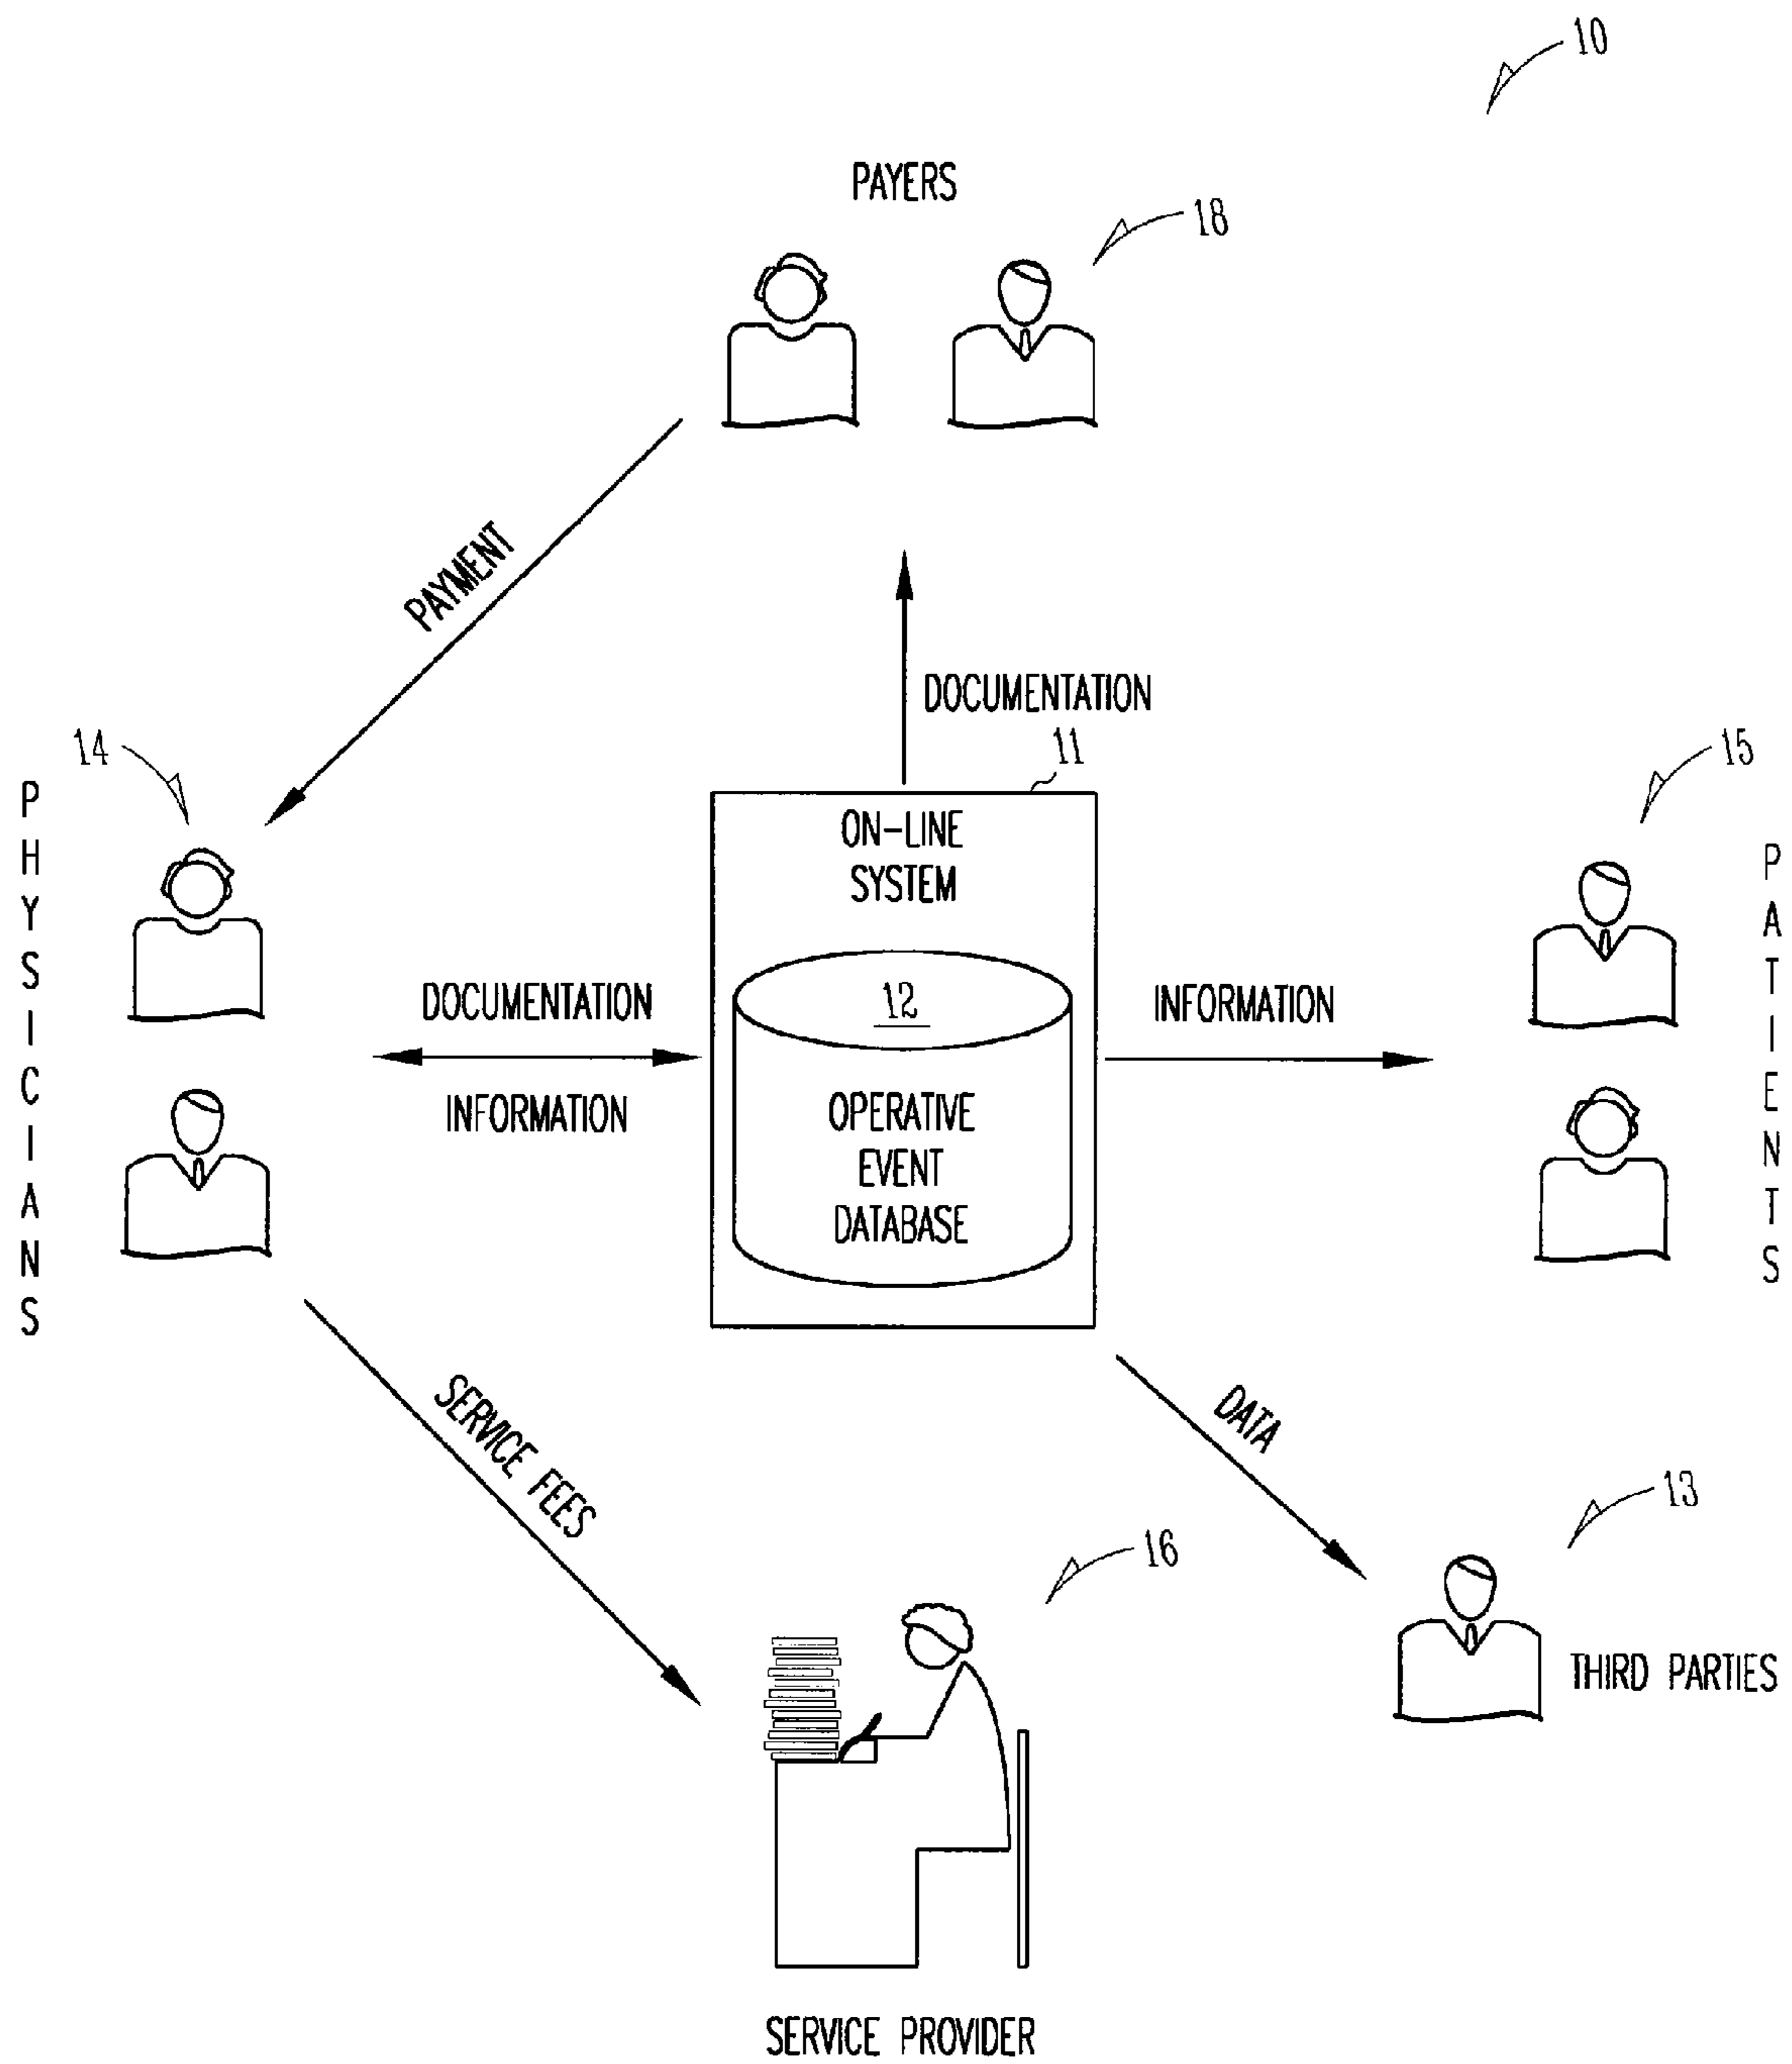 10
PAYERS
18
PAYMENT
DOCUMENTATION
11
14
15
PHYSICIANS
ON-LINE
SYSTEM
PATIENTS
12
DOCUMENTATION
INFORMATION
INFORMATION
OPERATIVE
EVENT
DATABASE
SERVICE FEES
DATA
13
16
THIRD PARTIES
SERVICE PROVIDER